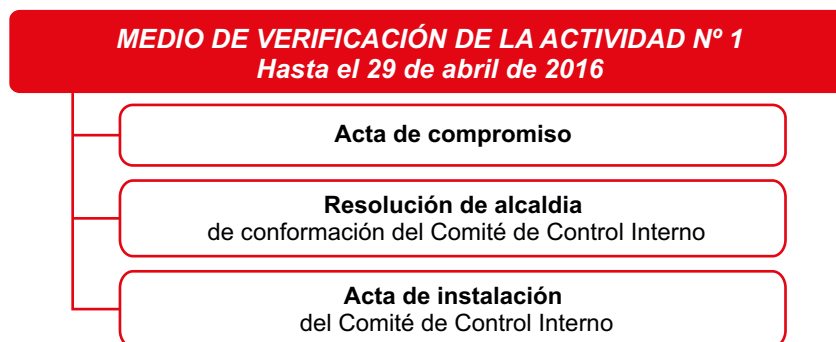 MEDIO DE VERIFICACIÓN DE LA ACTIVIDAD Nº 1
Hasta el 29 de abril de 2016
Acta de compromiso
Resolución de alcaldia
de conformación del Comité de Control Interno
Acta de instalación
del Comité de Control Interno